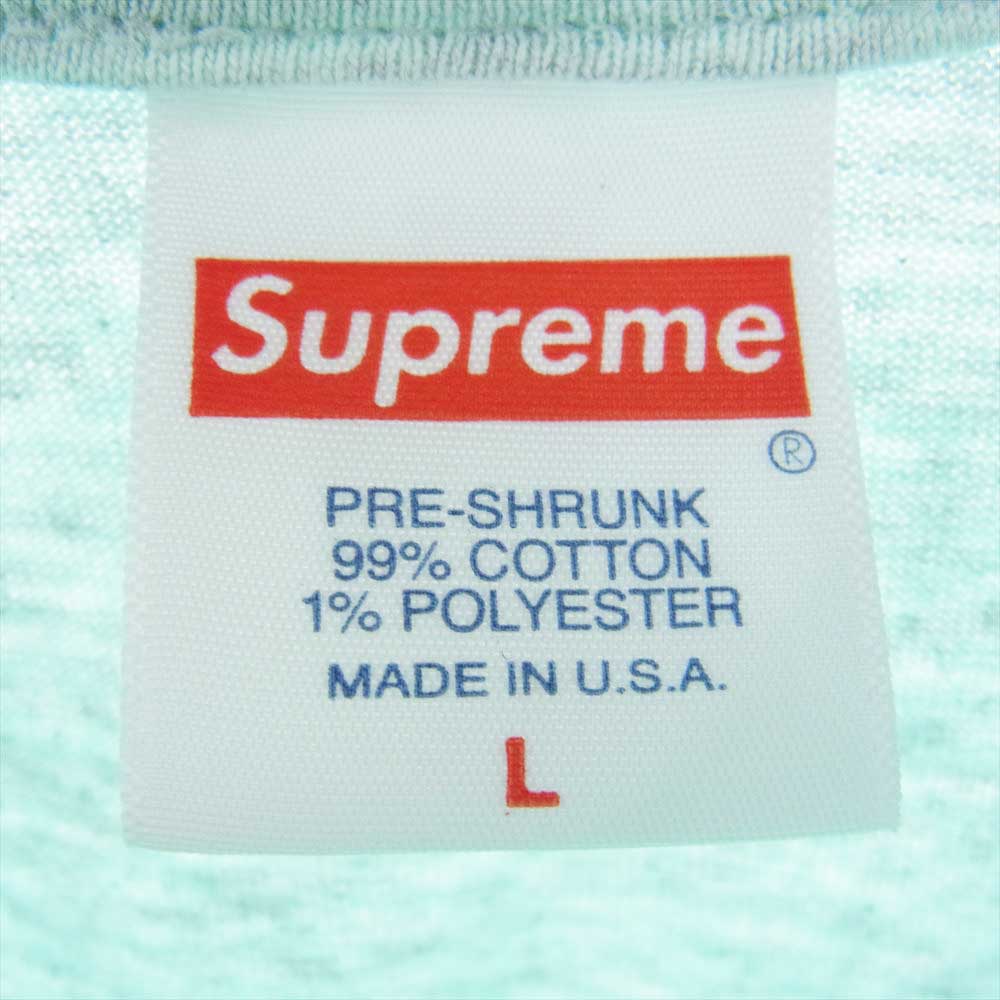 Supreme
®
PRE-SHRUNK
99% COTTON
1% POLYESTER
MADE IN U.S.A.
L